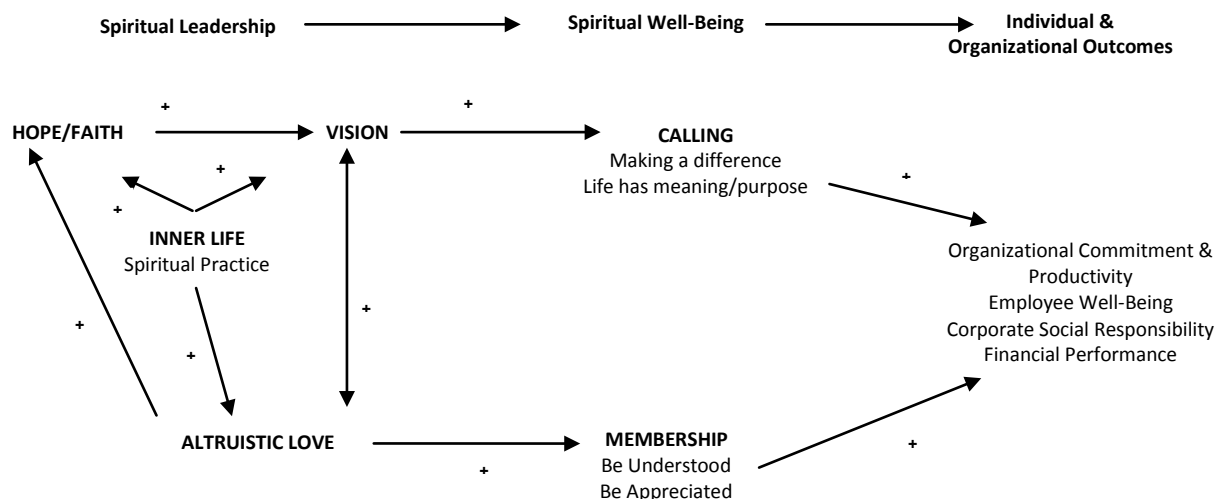 Spiritual Leadership
Spiritual Well-Being
Individual &
Organizational Outcomes
+
+
HOPE/FAITH
VISION
CALLING
Making a difference
Life has meaning/purpose
+
+
+
INNER LIFE
Spiritual Practice
Organizational Commitment &
Productivity
Employee Well-Being
Corporate Social Responsibility
Financial Performance
+
+
+
ALTRUISTIC LOVE
MEMBERSHIP
Be Understood
Be Appreciated
+
+